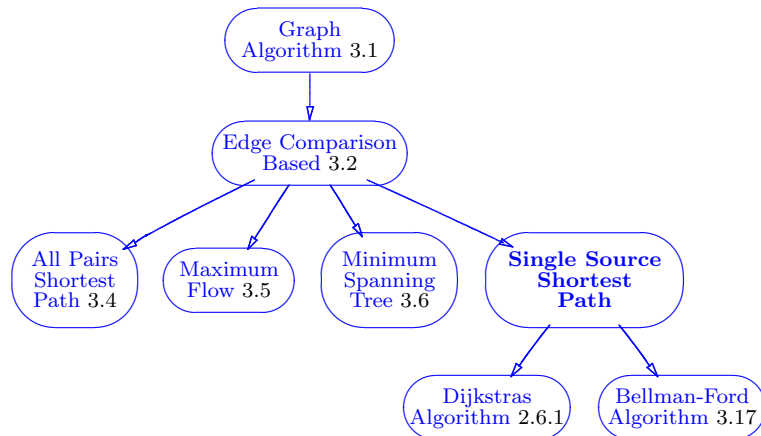 Graph
Algorithm 3.1
Edge Comparison
Based 3.2
All Pairs
Shortest
Path 3.4
Maximum
Flow 3.5
Minimum
Spanning
Tree 3.6
Single Source
Shortest
Path
Dijkstras
Algorithm 2.6.1
Bellman-Ford
Algorithm 3.17